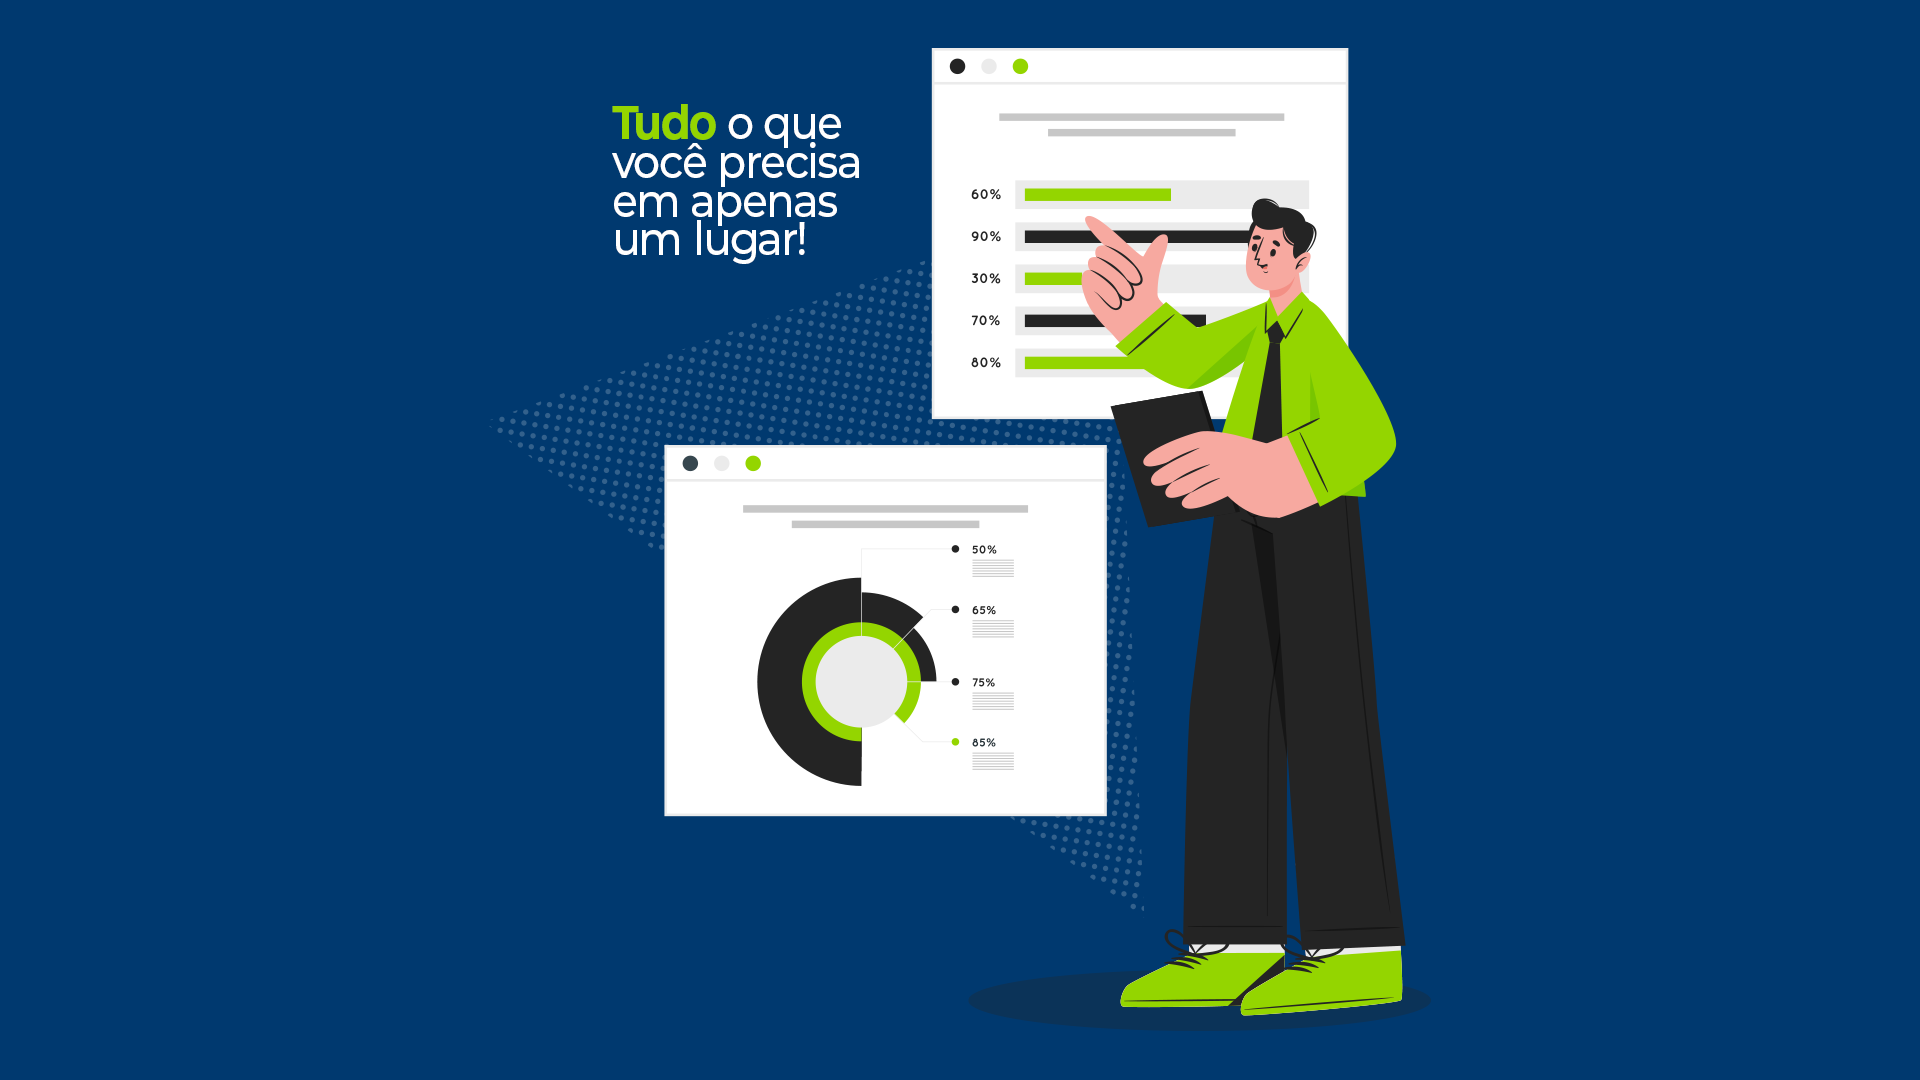 Tudo o que
você precisa
em apenas
um lugar!
60%
90%
30%
70%
80%
50%
65%
75%
85%